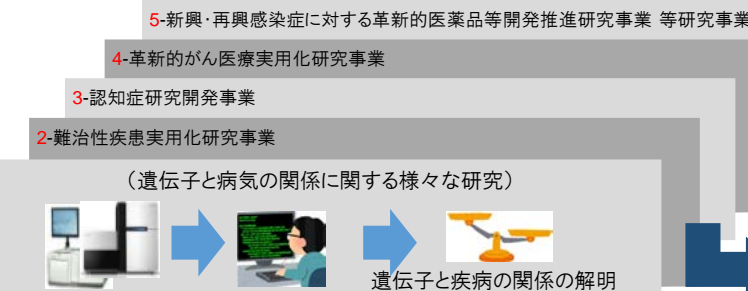 5-新興・再興感染症に対する革新的医薬品等開発推進研究事業 等研究事業
4-革新的がん医療実用化研究事業
3-認知症研究開発事業
2-難治性疾患実用化研究事業
（遺伝子と病気の関係に関する様々な研究）
遺伝子と疾病の関係の解明